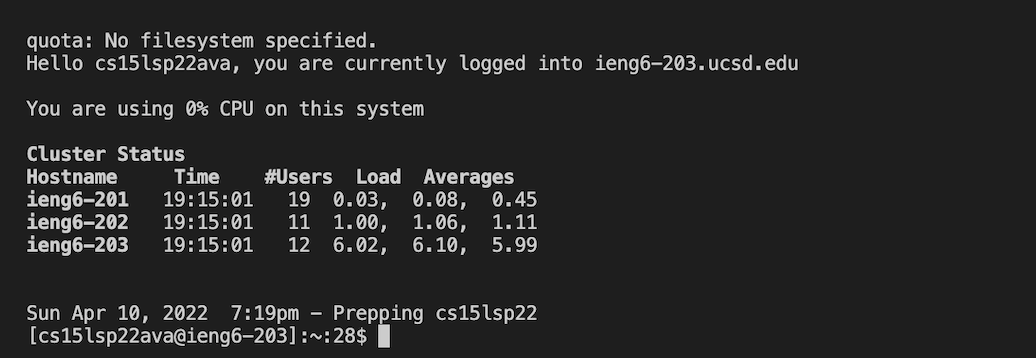 quota: No filesystem specified.
Hello cs15lsp22ava, you are currently logged into ieng6-203.ucsd.edu
You are using 0% CPU on this system
Cluster Status
Hostname     Time    #Users  Load  Averages
ieng6-201   19:15:01   19  0.03,  0.08,  0.45
ieng6-202   19:15:01   11  1.00,  1.06,  1.11
ieng6-203   19:15:01   12  6.02,  6.10,  5.99
Sun Apr 10, 2022  7:19pm - Prepping cs15lsp22
[cs15lsp22ava@ieng6-203]:~:28$